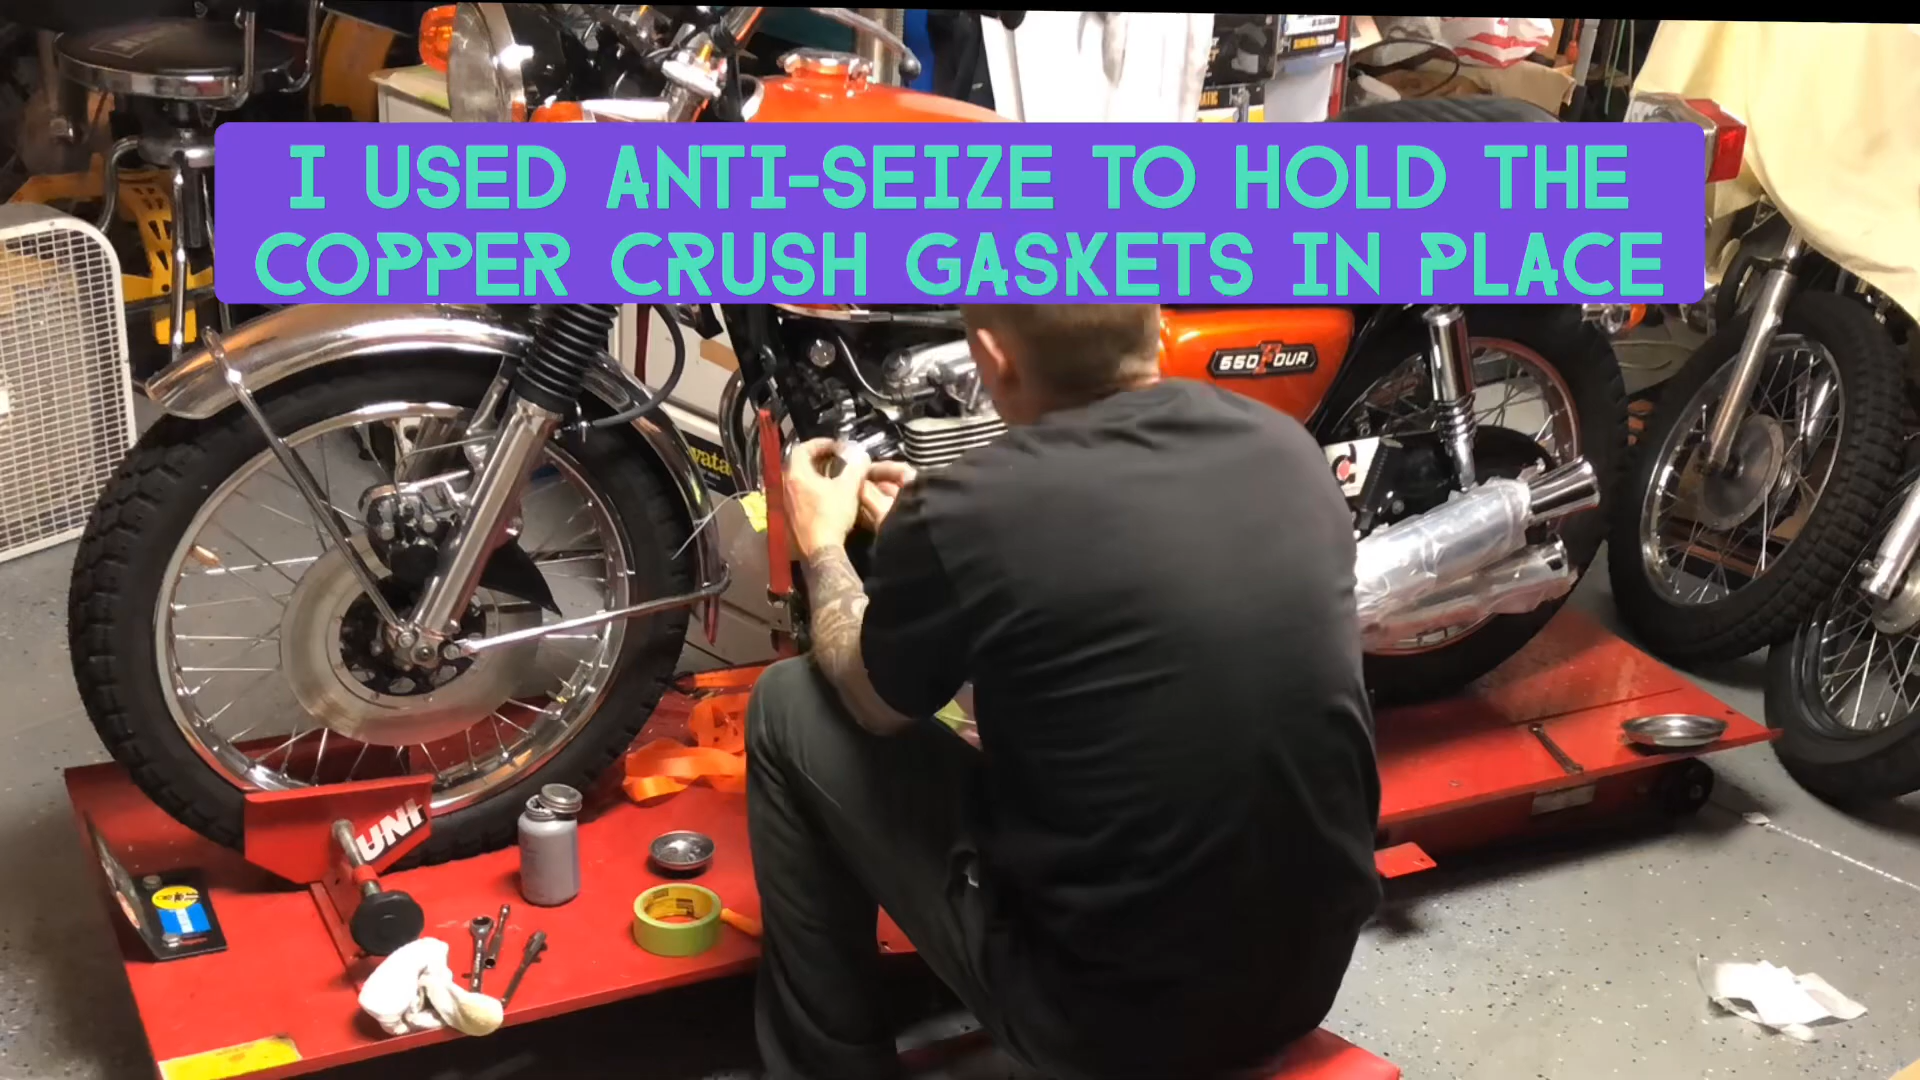 I USED ANTI-SEIZE TO HOLD THE
COPPER CRUSH GASKETS IN PLACE
550 FOUR
UNI